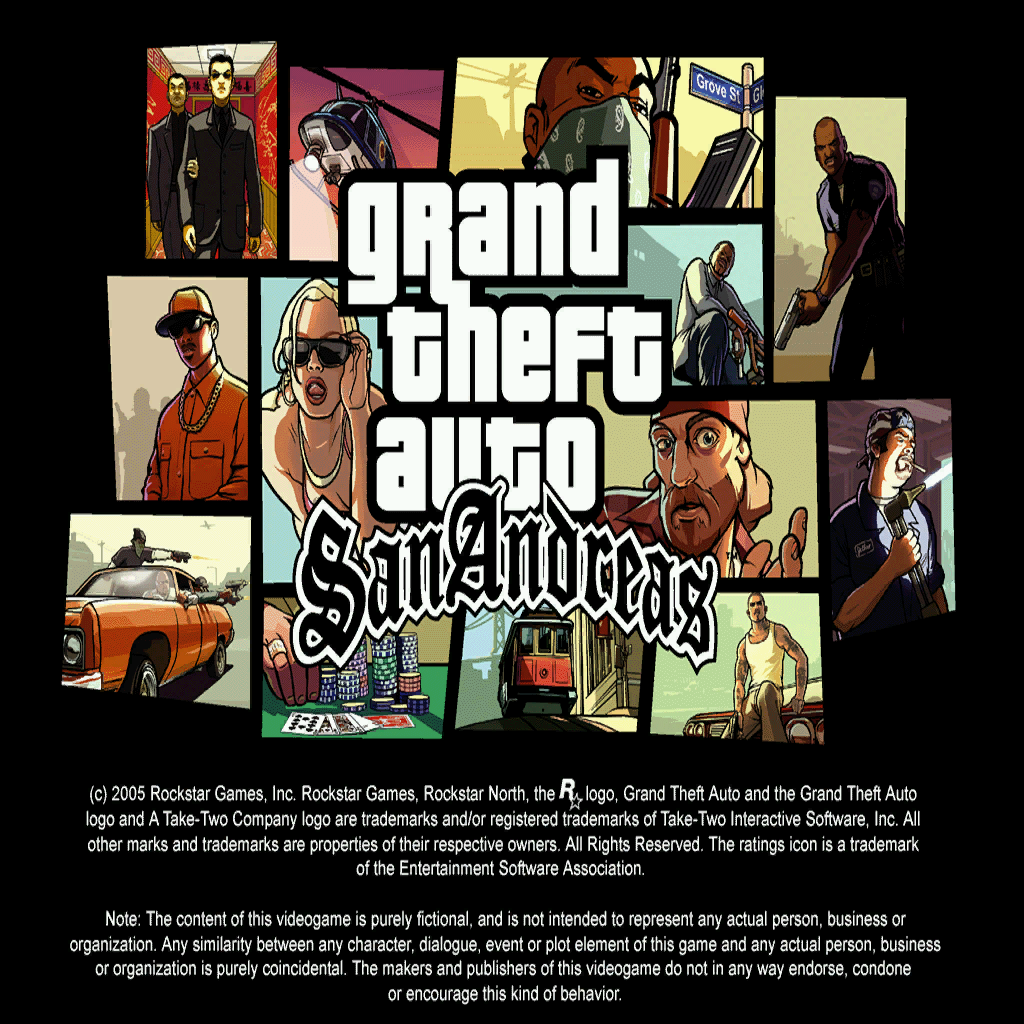 Grove St
grand
theft
auto
San Andreas
TM
(c) 2005 Rockstar Games, Inc. Rockstar Games, Rockstar North, the R logo, Grand Theft Auto and the Grand Theft Auto
logo and A Take-Two Company logo are trademarks and/or registered trademarks of Take-Two Interactive Software, Inc. All
other marks and trademarks are properties of their respective owners. All Rights Reserved. The ratings icon is a trademark
of the Entertainment Software Association.
Note: The content of this videogame is purely fictional, and is not intended to represent any actual person, business or
organization. Any similarity between any character, dialogue, event or plot element of this game and any actual person, business
or organization is purely coincidental. The makers and publishers of this videogame do not in any way endorse, condone
or encourage this kind of behavior.